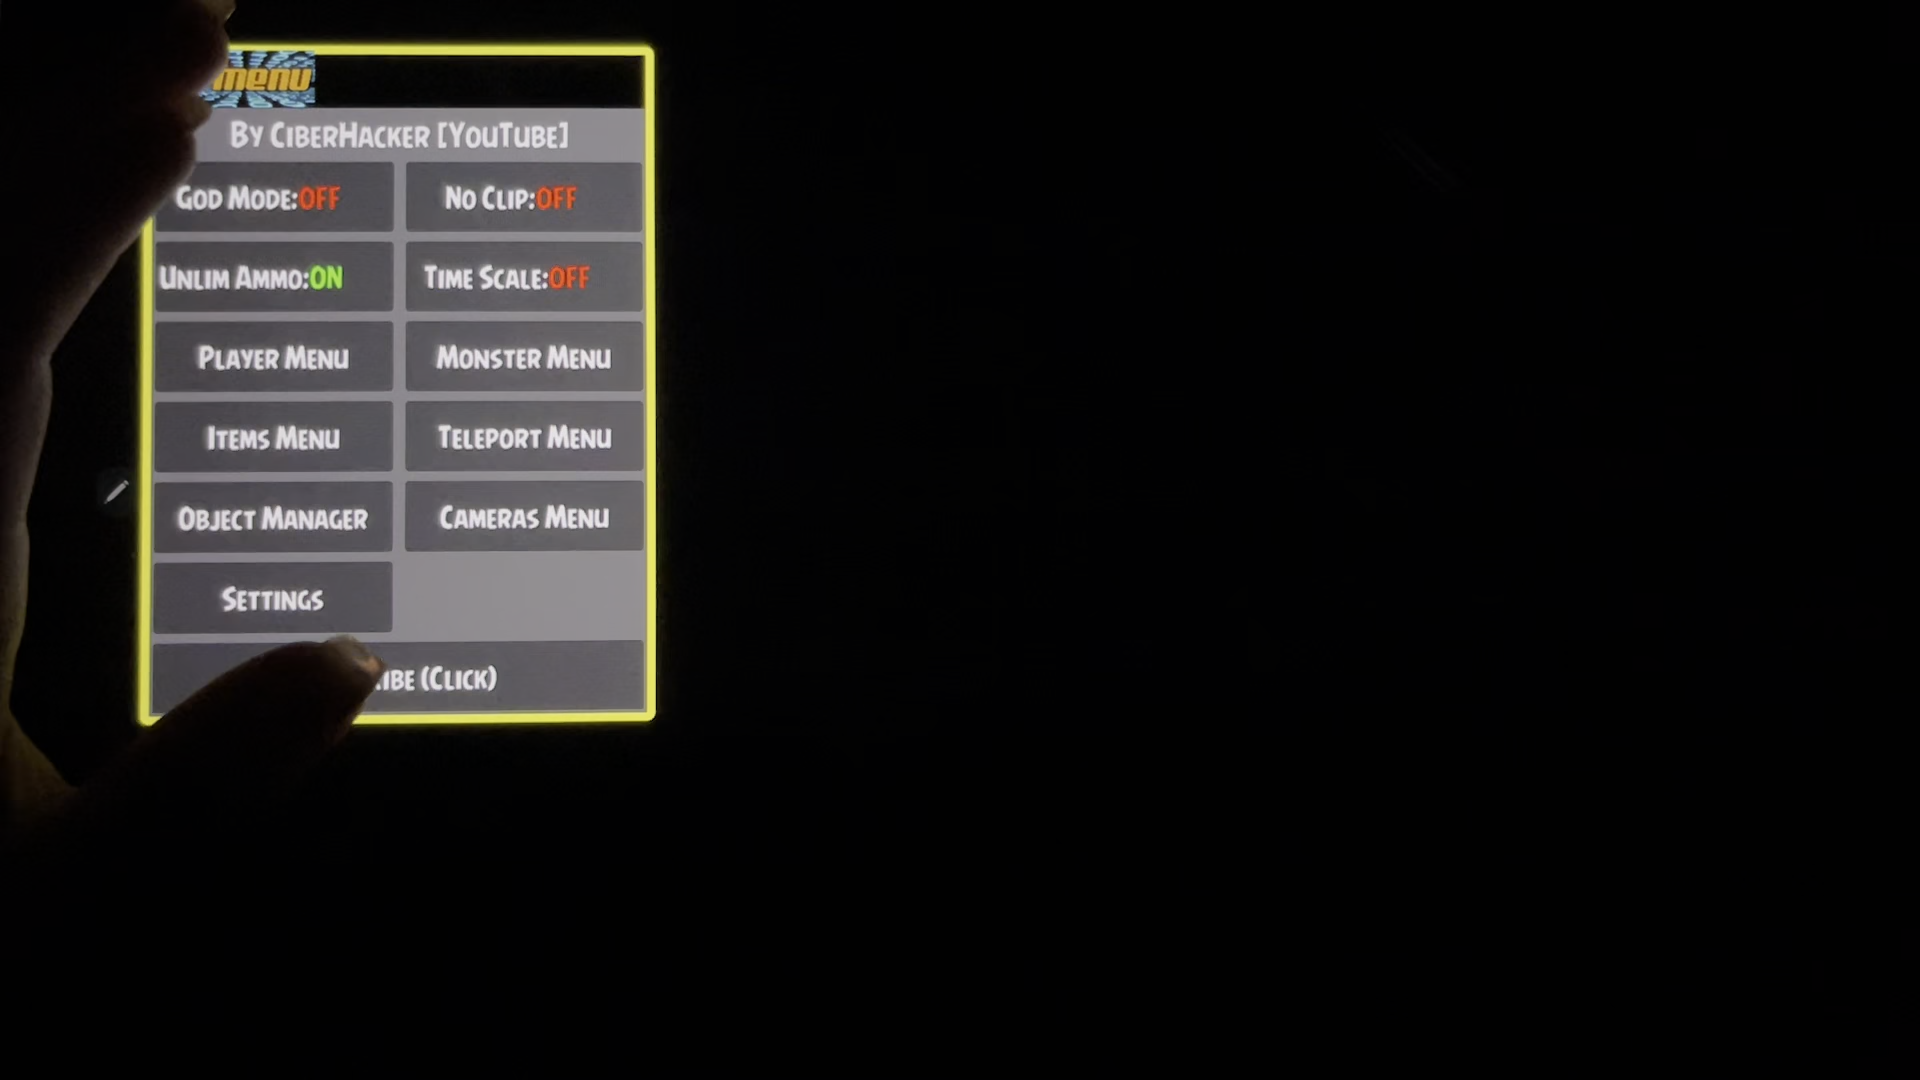 menu
By CiberHacker [YouTube]
God Mode:OFF
No Clip:OFF
Unlim Ammo:ON
Time Scale:OFF
Player Menu
Monster Menu
Items Menu
Teleport Menu
Object Manager
Cameras Menu
Settings
(Click)